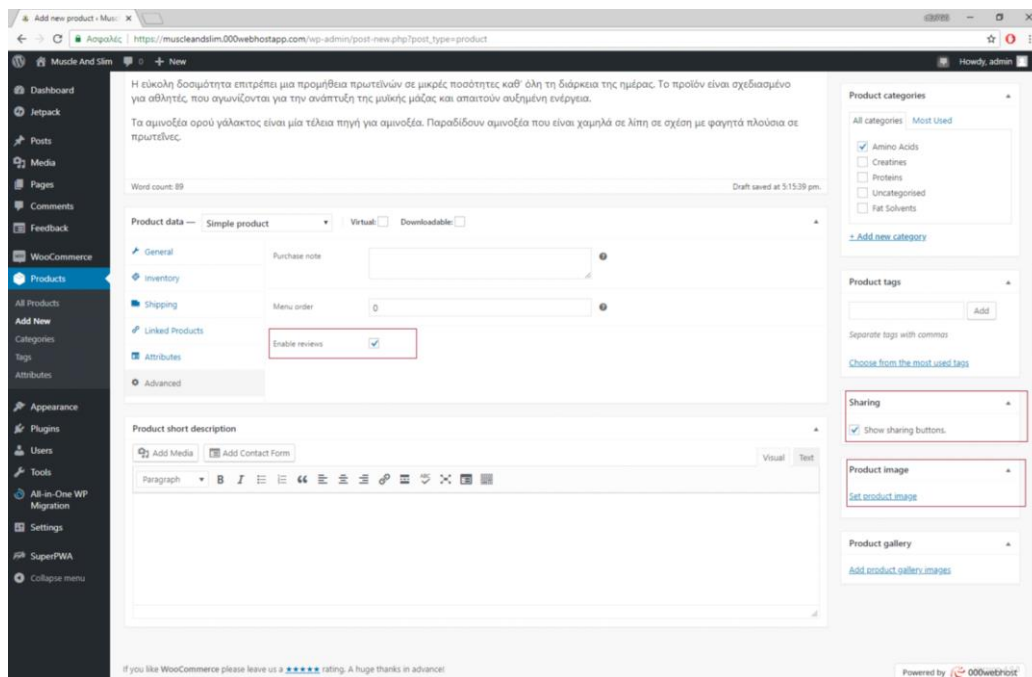 Add new product ‹ Musc
Ασφαλές | https://muscleandslim.000webhostapp.com/wp-admin/post-new.php?post_type=product
Muscle And Slim 0 + New Howdy, admin
Dashboard
Jetpack
Posts
Media
Pages
Comments
Feedback
WooCommerce
Products
All Products
Add New
Categories
Tags
Attributes
Appearance
Plugins
Users
Tools
All-in-One WP
Migration
Settings
SuperPWA
Collapse menu
Η εύκολη δοσιμότητα επιτρέπει μια προμήθεια πρωτεϊνών σε μικρές ποσότητες καθ' όλη τη διάρκεια της ημέρας. Το προϊόν είναι σχεδιασμένο
για αθλητές, που αγωνίζονται για την ανάπτυξη της μυϊκής μάζας και απαιτούν αυξημένη ενέργεια.
Τα αμινοξέα ορού γάλακτος είναι μία τέλεια πηγή για αμινοξέα. Παραδίδουν αμινοξέα που είναι χαμηλά σε λίπη σε σχέση με φαγητά πλούσια σε
πρωτεΐνες.
Word count: 89 Draft saved at 5:15:39 pm.
Product data — Simple product Virtual: Downloadable:
General
Inventory
Shipping
Linked Products
Attributes
Advanced
Purchase note
Menu order 0
Enable reviews
Product short description
Add Media Add Contact Form Visual Text
Paragraph B I
If you like WooCommerce please leave us a ★★★★★ rating. A huge thanks in advance!
Product categories
All categories Most Used
Amino Acids
Creatines
Proteins
Uncategorised
Fat Solvents
+ Add new category
Product tags
Add
Separate tags with commas
Choose from the most used tags
Sharing
Show sharing buttons.
Product image
Set product image
Product gallery
Add product gallery images
Powered by 000webhost